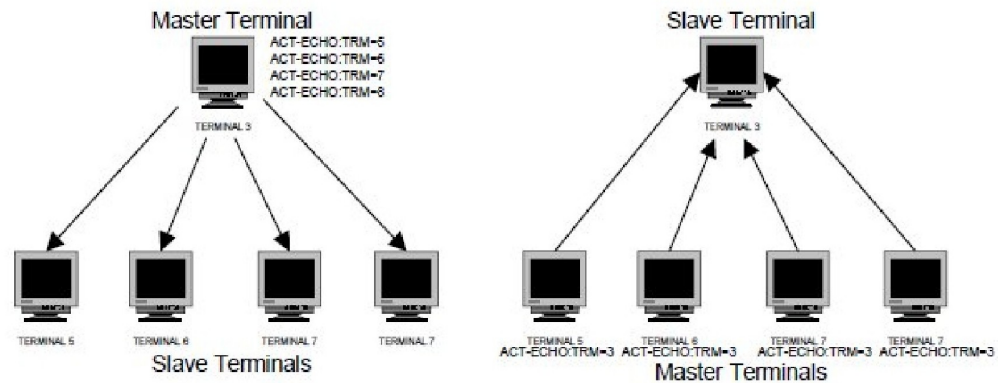 Master Terminal
ACT-ECHO:TRM=5
ACT-ECHO:TRM=6
ACT-ECHO:TRM=7
ACT-ECHO:TRM=8
TERMINAL 3
TERMINAL 5
TERMINAL 6
TERMINAL 7
TERMINAL 7
Slave Terminals
Slave Terminal
TERMINAL 3
TERMINAL 5
TERMINAL 6
TERMINAL 7
TERMINAL 7
ACT-ECHO:TRM=3
ACT-ECHO:TRM=3
ACT-ECHO:TRM=3
ACT-ECHO:TRM=3
Master Terminals